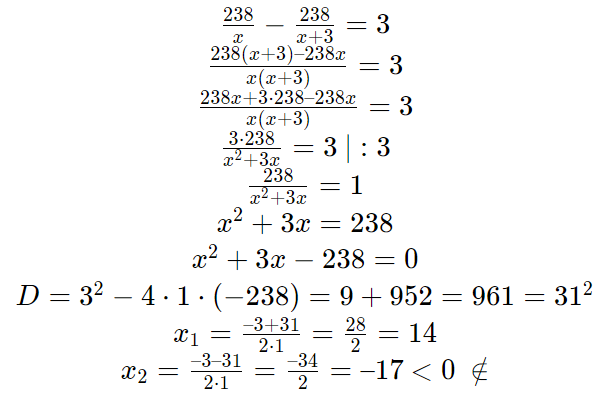 238/x − 238/(x+3) = 3
(238(x+3)–238x)/(x(x+3)) = 3
(238x+3·238–238x)/(x(x+3)) = 3
(3·238)/(x²+3x) = 3 | : 3
238/(x²+3x) = 1
x² + 3x = 238
x² + 3x − 238 = 0
D = 3² − 4 · 1 · (−238) = 9 + 952 = 961 = 31²
x₁ = (–3+31)/(2·1) = 28/2 = 14
x₂ = (–3–31)/(2·1) = –34/2 = –17 < 0 ∉